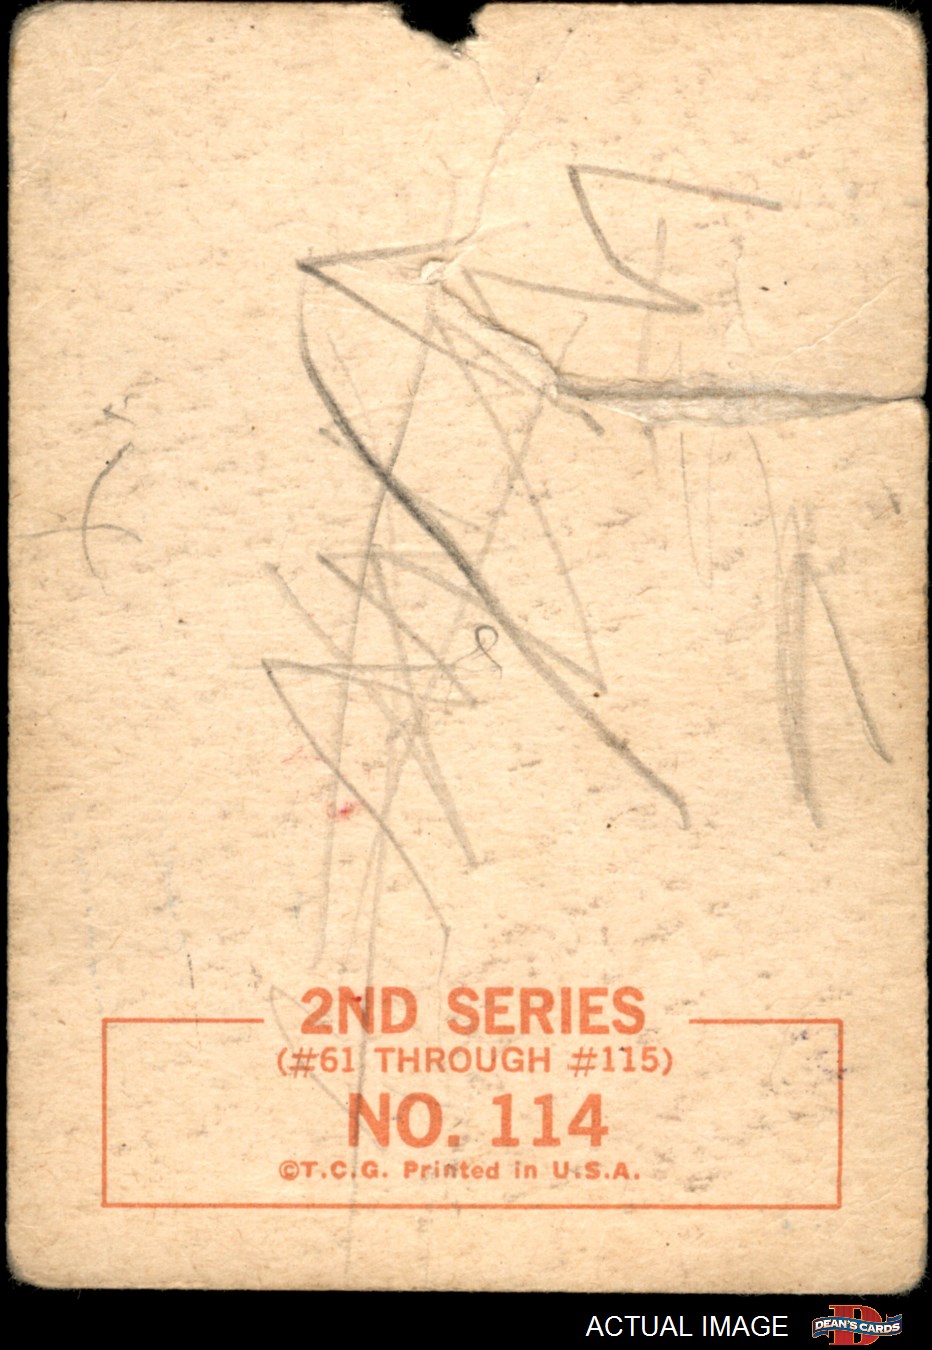 2ND SERIES
(#61 THROUGH #115)
NO. 114
©T.C.G. Printed in U.S.A.
ACTUAL IMAGE
DEAN'S CARDS